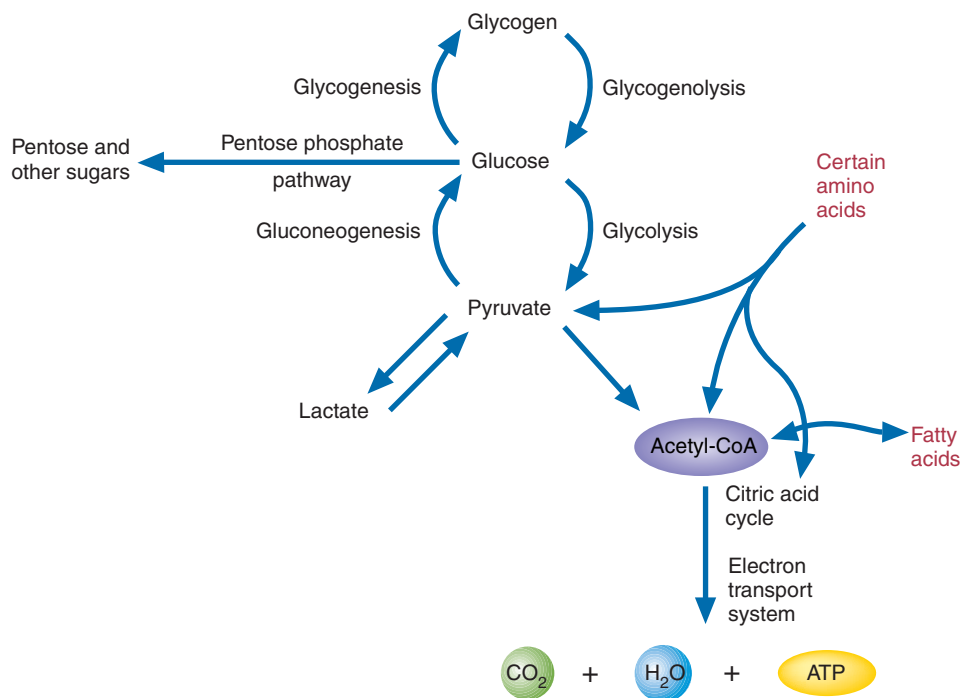 Glycogen
Glycogenesis
Glycogenolysis
Pentose and
other sugars
Pentose phosphate
pathway
Glucose
Certain
amino
acids
Gluconeogenesis
Glycolysis
Pyruvate
Lactate
Acetyl-CoA
Fatty
acids
Citric acid
cycle
Electron
transport
system
CO₂ + H₂O + ATP